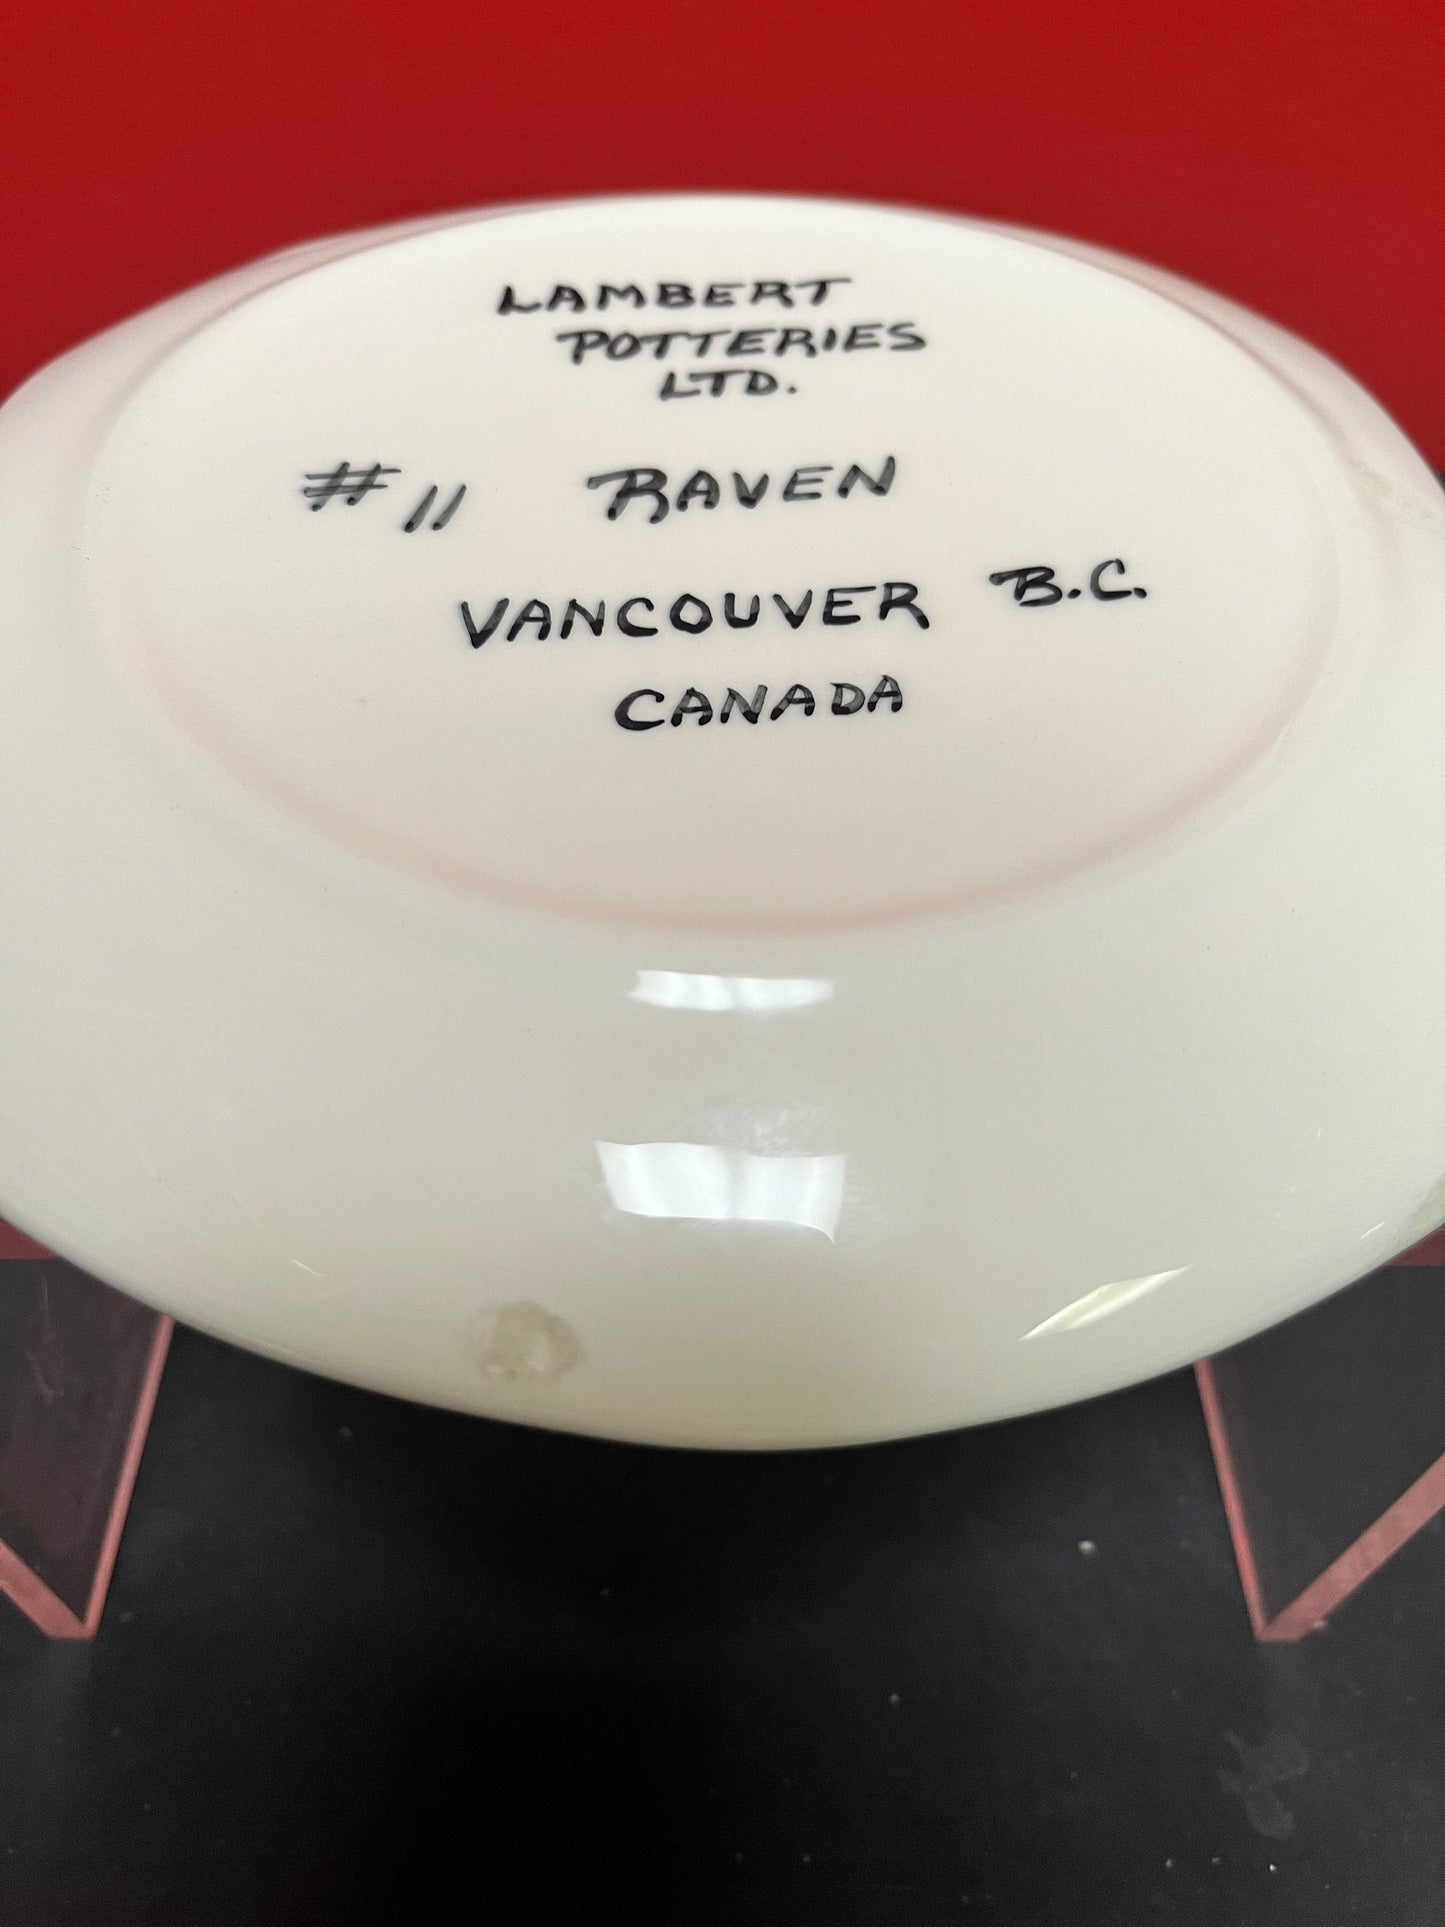 LAMBERT
POTTERIES
LTD.
# 11 RAVEN
VANCOUVER B.C.
CANADA